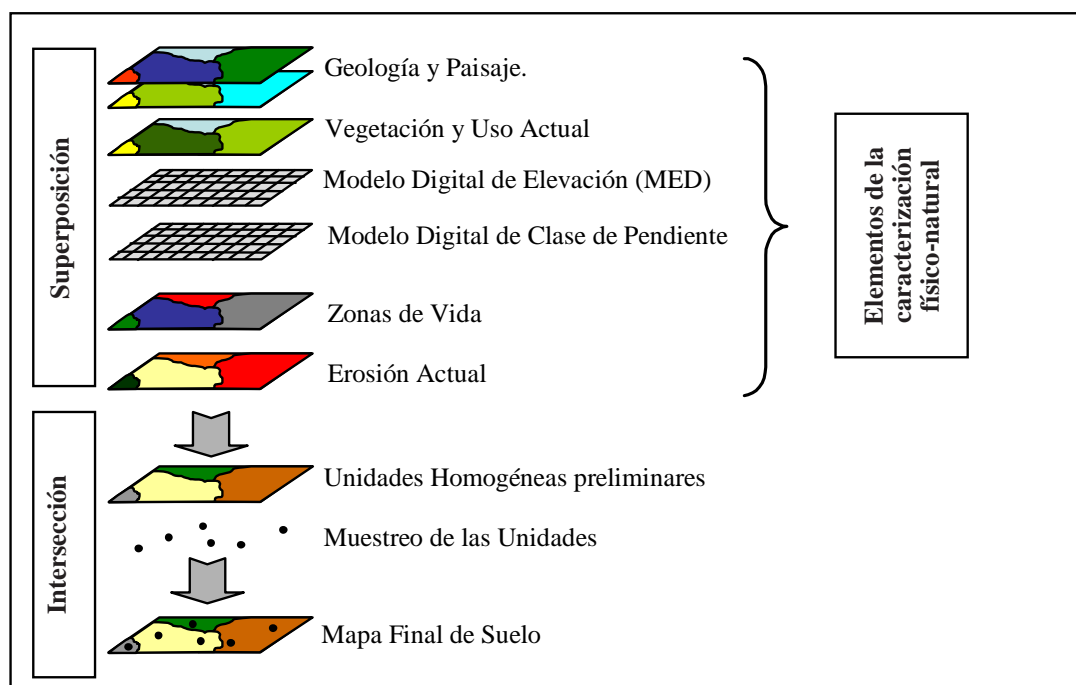 Superposición
Geología y Paisaje.
Vegetación y Uso Actual
Modelo Digital de Elevación (MED)
Modelo Digital de Clase de Pendiente
Zonas de Vida
Erosión Actual
Elementos de la
caracterización
físico-natural
Intersección
Unidades Homogéneas preliminares
Muestreo de las Unidades
Mapa Final de Suelo